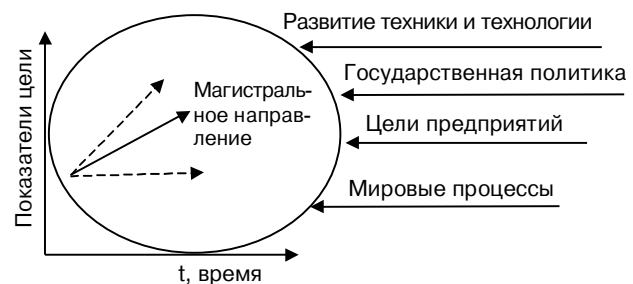 Развитие техники и технологии
Государственная политика
Магистраль-
ное направ-
ление
Цели предприятий
Мировые процессы
Показатели цели
t, время